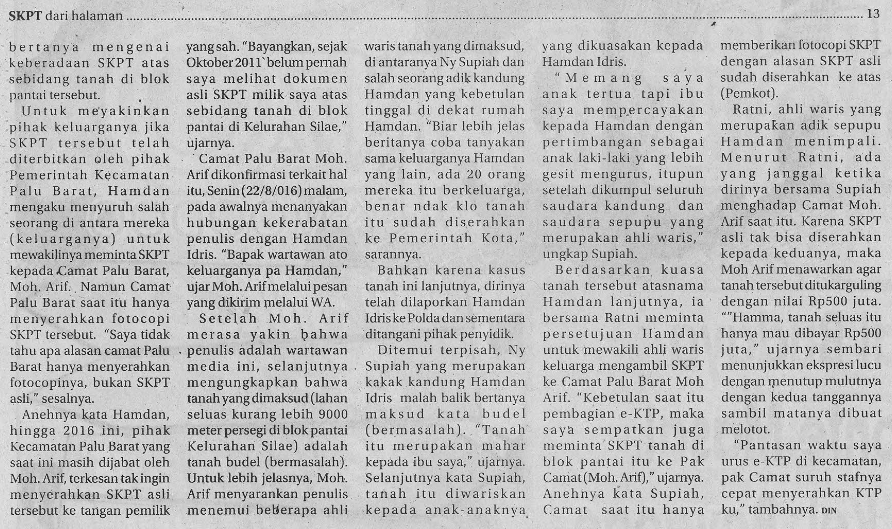 SKPT dari halaman ........ 13
bertanya mengenai
keberadaan SKPT atas
sebidang tanah di blok
pantai tersebut.
Untuk meyakinkan
pihak keluarganya jika
SKPT tersebut telah
diterbitkan oleh pihak
Pemerintah Kecamatan
Palu Barat, Hamdan
mengaku menyuruh salah
seorang di antara mereka
(keluarganya) untuk
mewakilinya meminta SKPT
kepada Camat Palu Barat,
Moh. Arif. Namun Camat
Palu Barat saat itu hanya
menyerahkan fotocopi
SKPT tersebut. "Saya tidak
tahu apa alasan camat Palu
Barat hanya menyerahkan
fotocopinya, bukan SKPT
asli," sesalnya.
Anehnya kata Hamdan,
hingga 2016 ini, pihak
Kecamatan Palu Barat yang
saat ini masih dijabat oleh
Moh. Arif, terkesan tak ingin
menyerahkan SKPT asli
tersebut ke tangan pemilik
yang sah. "Bayangkan, sejak
Oktober 2011 belum pernah
saya melihat dokumen
asli SKPT milik saya atas
sebidang tanah di blok
pantai di Kelurahan Silae,"
ujarnya.
Camat Palu Barat Moh.
Arif dikonfirmasi terkait hal
itu, Senin (22/8/016) malam,
pada awalnya menanyakan
hubungan kekerabatan
penulis dengan Hamdan
Idris. "Bapak wartawan ato
keluarganya pa Hamdan,"
ujar Moh. Arif melalui pesan
yang dikirim melalui WA.
Setelah Moh. Arif
merasa yakin bahwa
penulis adalah wartawan
media ini, selanjutnya
mengungkapkan bahwa
tanah yang dimaksud (lahan
seluas kurang lebih 9000
meter persegi di blok pantai
Kelurahan Silae) adalah
tanah budel (bermasalah).
Untuk lebih jelasnya, Moh.
Arif menyarankan penulis
menemui beberapa ahli
waris tanah yang dimaksud,
di antaranya Ny Supiah dan
salah seorang adik kandung
Hamdan yang kebetulan
tinggal di dekat rumah
Hamdan. "Biar lebih jelas
beritanya coba tanyakan
sama keluarganya Hamdan
yang lain, ada 20 orang
mereka itu berkeluarga,
benar ndak klo tanah
itu sudah diserahkan
ke Pemerintah Kota,"
sarannya.
Bahkan karena kasus
tanah ini lanjutnya, dirinya
telah dilaporkan Hamdan
Idris ke Polda dan sementara
ditangani pihak penyidik.
Ditemui terpisah, Ny
Supiah yang merupakan
kakak kandung Hamdan
Idris malah balik bertanya
maksud kata budel
(bermasalah). "Tanah
itu merupakan mahar
kepada ibu saya," ujarnya.
Selanjutnya kata Supiah,
tanah itu diwariskan
kepada anak-anaknya
yang dikuasakan kepada
Hamdan Idris.
"Memang saya
anak tertua tapi ibu
saya mempercayakan
kepada Hamdan dengan
pertimbangan sebagai
anak laki-laki yang lebih
gesit mengurus, itupun
setelah dikumpul seluruh
saudara kandung dan
saudara sepupu yang
merupakan ahli waris,"
ungkap Supiah.
Berdasarkan kuasa
tanah tersebut atasnama
Hamdan lanjutnya, ia
bersama Ratni meminta
persetujuan Hamdan
untuk mewakili ahli waris
keluarga mengambil SKPT
ke Camat Palu Barat Moh
Arif. "Kebetulan saat itu
pembagian e-KTP, maka
saya sempatkan juga
meminta SKPT tanah di
blok pantai itu ke Pak
Camat (Moh. Arif)," ujarnya.
Anehnya kata Supiah,
Camat saat itu hanya
memberikan fotocopi SKPT
dengan alasan SKPT asli
sudah diserahkan ke atas
(Pemkot).
Ratni, ahli waris yang
merupakan adik sepupu
Hamdan menimpali.
Menurut Ratni, ada
yang janggal ketika
dirinya bersama Supiah
menghadap Camat Moh.
Arif saat itu. Karena SKPT
asli tak bisa diserahkan
kepada keduanya, maka
Moh Arif menawarkan agar
tanah tersebut ditukarguling
dengan nilai Rp500 juta.
""Hamma, tanah seluas itu
hanya mau dibayar Rp500
juta," ujarnya sembari
menunjukkan ekspresi lucu
dengan menutup mulutnya
dengan kedua tanggannya
sambil matanya dibuat
melotot.
"Pantasan waktu saya
urus e-KTP di kecamatan,
pak Camat suruh stafnya
cepat menyerahkan KTP
ku," tambahnya. DIN